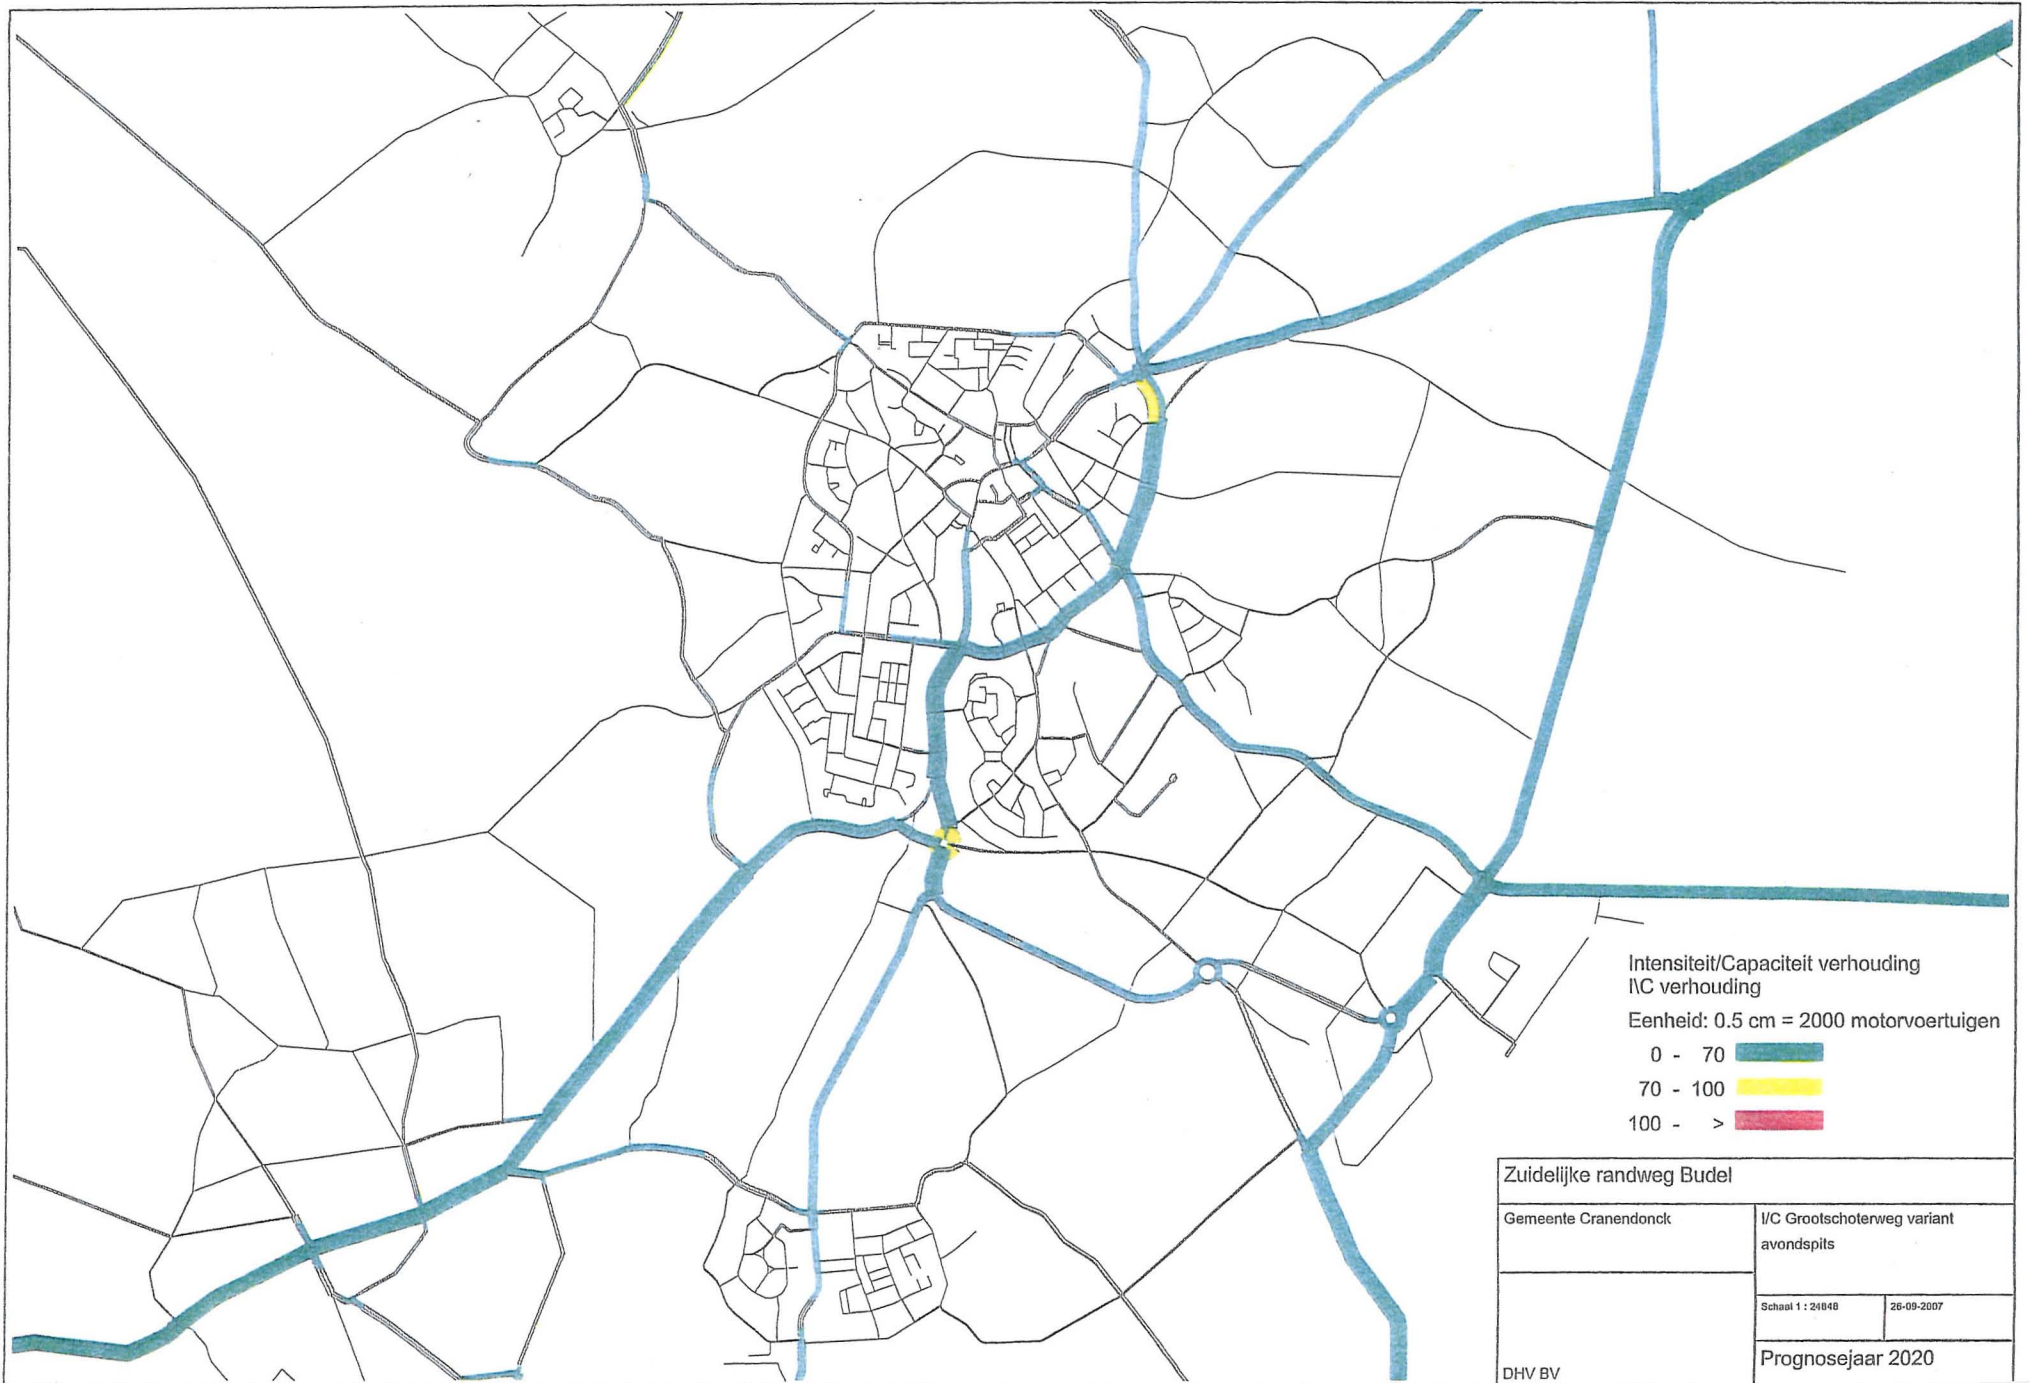 Intensiteit/Capaciteit verhouding
I\C verhouding
Eenheid: 0.5 cm = 2000 motorvoertuigen
0 - 70
70 - 100
100 - >
Zuidelijke randweg Budel
Gemeente Cranendonck
I/C Grootschoterweg variant
avondspits
Schaal 1 : 24848
26-09-2007
Prognosejaar 2020
DHV BV